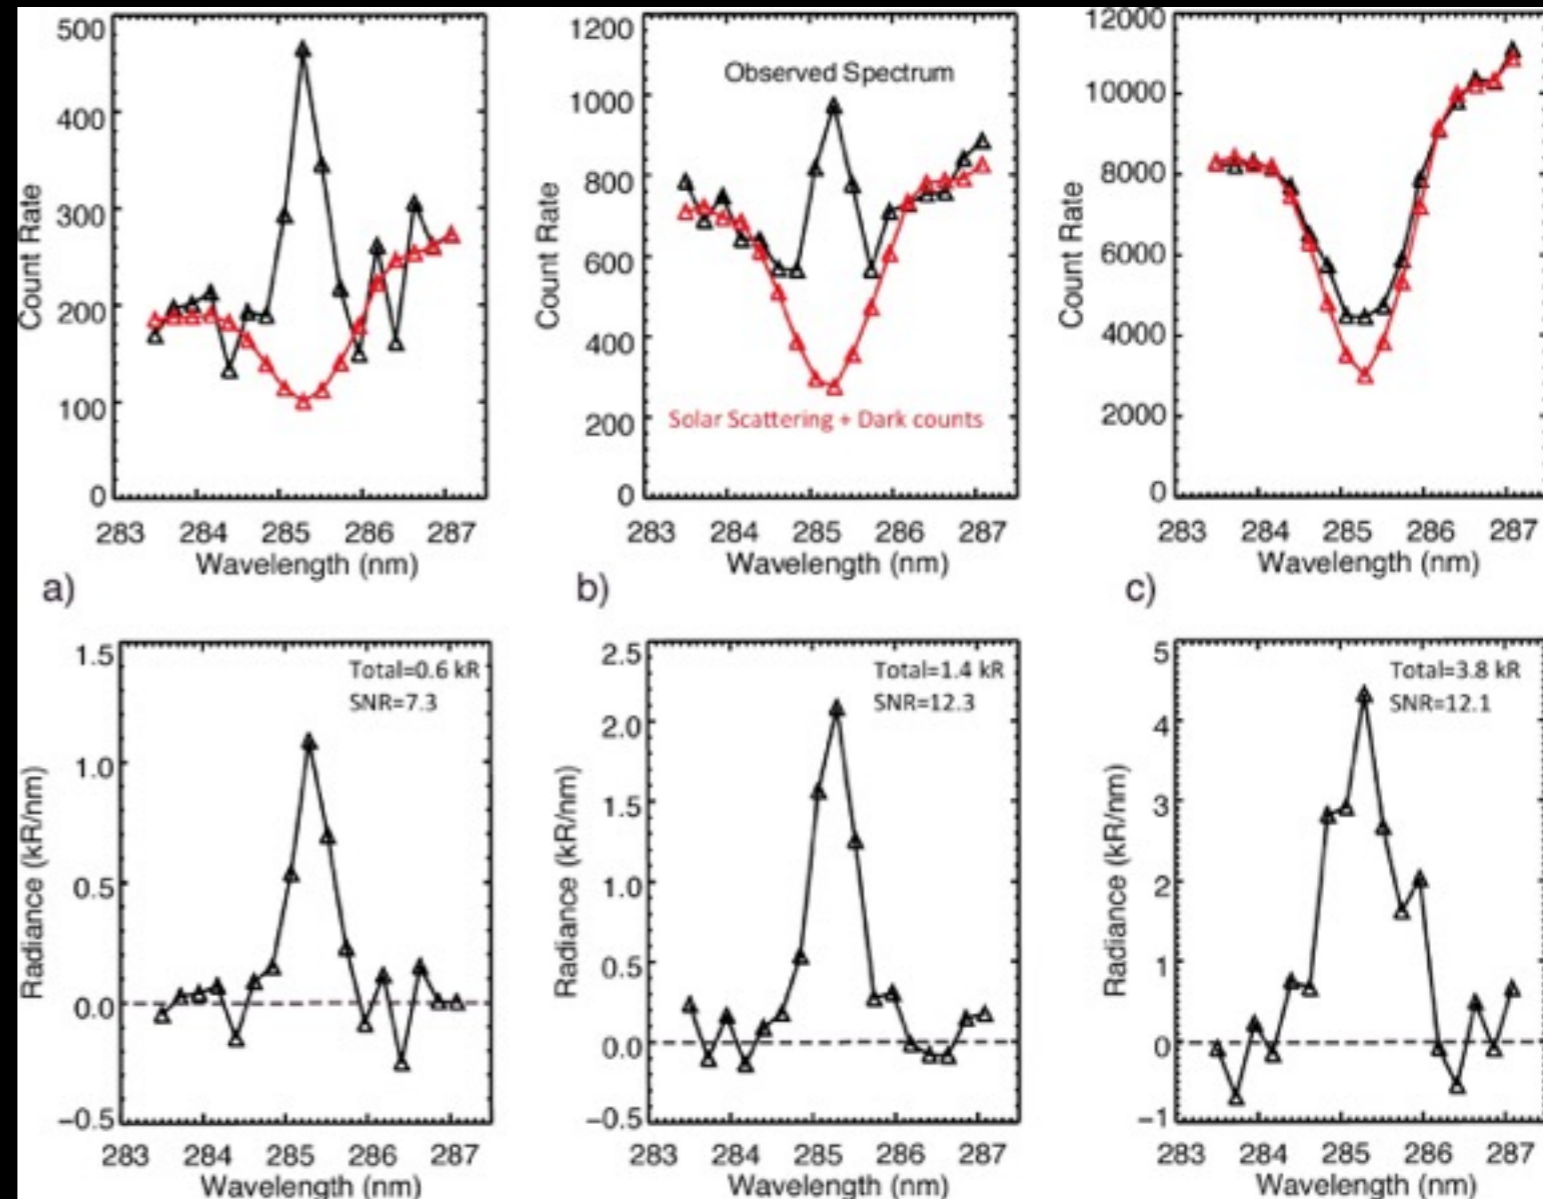 500
400
300
200
100
0
Count Rate
283 284 285 286 287
Wavelength (nm)
a)
1200
1000
800
600
400
200
0
Count Rate
Observed Spectrum
Solar Scattering + Dark counts
283 284 285 286 287
Wavelength (nm)
b)
12000
10000
8000
6000
4000
2000
0
Count Rate
283 284 285 286 287
Wavelength (nm)
c)
1.5
1.0
0.5
0.0
−0.5
Radiance (kR/nm)
Total=0.6 kR
SNR=7.3
283 284 285 286 287
Wavelength (nm)
2.5
2.0
1.5
1.0
0.5
0.0
−0.5
Radiance (kR/nm)
Total=1.4 kR
SNR=12.3
283 284 285 286 287
Wavelength (nm)
5
4
3
2
1
0
−1
Radiance (kR/nm)
Total=3.8 kR
SNR=12.1
283 284 285 286 287
Wavelength (nm)